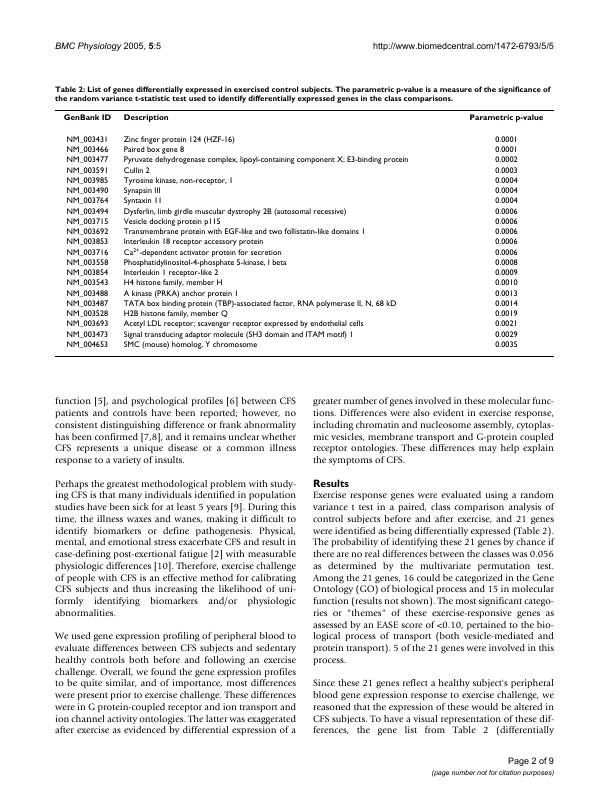 BMC Physiology 2005, 5:5
http://www.biomedcentral.com/1472-6793/5/5
Table 2: List of genes differentially expressed in exercised control subjects. The parametric p-value is a measure of the significance of
the random variance t-statistic test used to identify differentially expressed genes in the class comparisons.
GenBank ID Description Parametric p-value
NM_003431 Zinc finger protein 124 (HZF-16) 0.0001
NM_003466 Paired box gene 8 0.0001
NM_003477 Pyruvate dehydrogenase complex, lipoyl-containing component X; E3-binding protein 0.0002
NM_003591 Cullin 2 0.0003
NM_003985 Tyrosine kinase, non-receptor, 1 0.0004
NM_003490 Synapsin III 0.0004
NM_003764 Syntaxin 11 0.0004
NM_003494 Dysferlin, limb girdle muscular dystrophy 2B (autosomal recessive) 0.0006
NM_003715 Vesicle docking protein p115 0.0006
NM_003692 Transmembrane protein with EGF-like and two follistatin-like domains 1 0.0006
NM_003853 Interleukin 18 receptor accessory protein 0.0006
NM_003716 Ca2+-dependent activator protein for secretion 0.0006
NM_003558 Phosphatidylinositol-4-phosphate 5-kinase, I beta 0.0008
NM_003854 Interleukin 1 receptor-like 2 0.0009
NM_003543 H4 histone family, member H 0.0010
NM_003488 A kinase (PRKA) anchor protein 1 0.0013
NM_003487 TATA box binding protein (TBP)-associated factor, RNA polymerase II, N, 68 kD 0.0014
NM_003528 H2B histone family, member Q 0.0019
NM_003693 Acetyl LDL receptor; scavenger receptor expressed by endothelial cells 0.0021
NM_003473 Signal transducing adaptor molecule (SH3 domain and ITAM motif) 1 0.0029
NM_004653 SMC (mouse) homolog, Y chromosome 0.0035
function [5], and psychological profiles [6] between CFS
patients and controls have been reported; however, no
consistent distinguishing difference or frank abnormality
has been confirmed [7,8], and it remains unclear whether
CFS represents a unique disease or a common illness
response to a variety of insults.
Perhaps the greatest methodological problem with study-
ing CFS is that many individuals identified in population
studies have been sick for at least 5 years [9]. During this
time, the illness waxes and wanes, making it difficult to
identify biomarkers or define pathogenesis. Physical,
mental, and emotional stress exacerbate CFS and result in
case-defining post-exertional fatigue [2] with measurable
physiologic differences [10]. Therefore, exercise challenge
of people with CFS is an effective method for calibrating
CFS subjects and thus increasing the likelihood of uni-
formly identifying biomarkers and/or physiologic
abnormalities.
We used gene expression profiling of peripheral blood to
evaluate differences between CFS subjects and sedentary
healthy controls both before and following an exercise
challenge. Overall, we found the gene expression profiles
to be quite similar, and of importance, most differences
were present prior to exercise challenge. These differences
were in G protein-coupled receptor and ion transport and
ion channel activity ontologies. The latter was exaggerated
after exercise as evidenced by differential expression of a
greater number of genes involved in these molecular func-
tions. Differences were also evident in exercise response,
including chromatin and nucleosome assembly, cytoplas-
mic vesicles, membrane transport and G-protein coupled
receptor ontologies. These differences may help explain
the symptoms of CFS.
Results
Exercise response genes were evaluated using a random
variance t test in a paired, class comparison analysis of
control subjects before and after exercise, and 21 genes
were identified as being differentially expressed (Table 2).
The probability of identifying these 21 genes by chance if
there are no real differences between the classes was 0.056
as determined by the multivariate permutation test.
Among the 21 genes, 16 could be categorized in the Gene
Ontology (GO) of biological process and 15 in molecular
function (results not shown). The most significant catego-
ries or "themes" of these exercise-responsive genes as
assessed by an EASE score of <0.10, pertained to the bio-
logical process of transport (both vesicle-mediated and
protein transport). 5 of the 21 genes were involved in this
process.
Since these 21 genes reflect a healthy subject's peripheral
blood gene expression response to exercise challenge, we
reasoned that the expression of these would be altered in
CFS subjects. To have a visual representation of these dif-
ferences, the gene list from Table 2 (differentially
Page 2 of 9
(page number not for citation purposes)